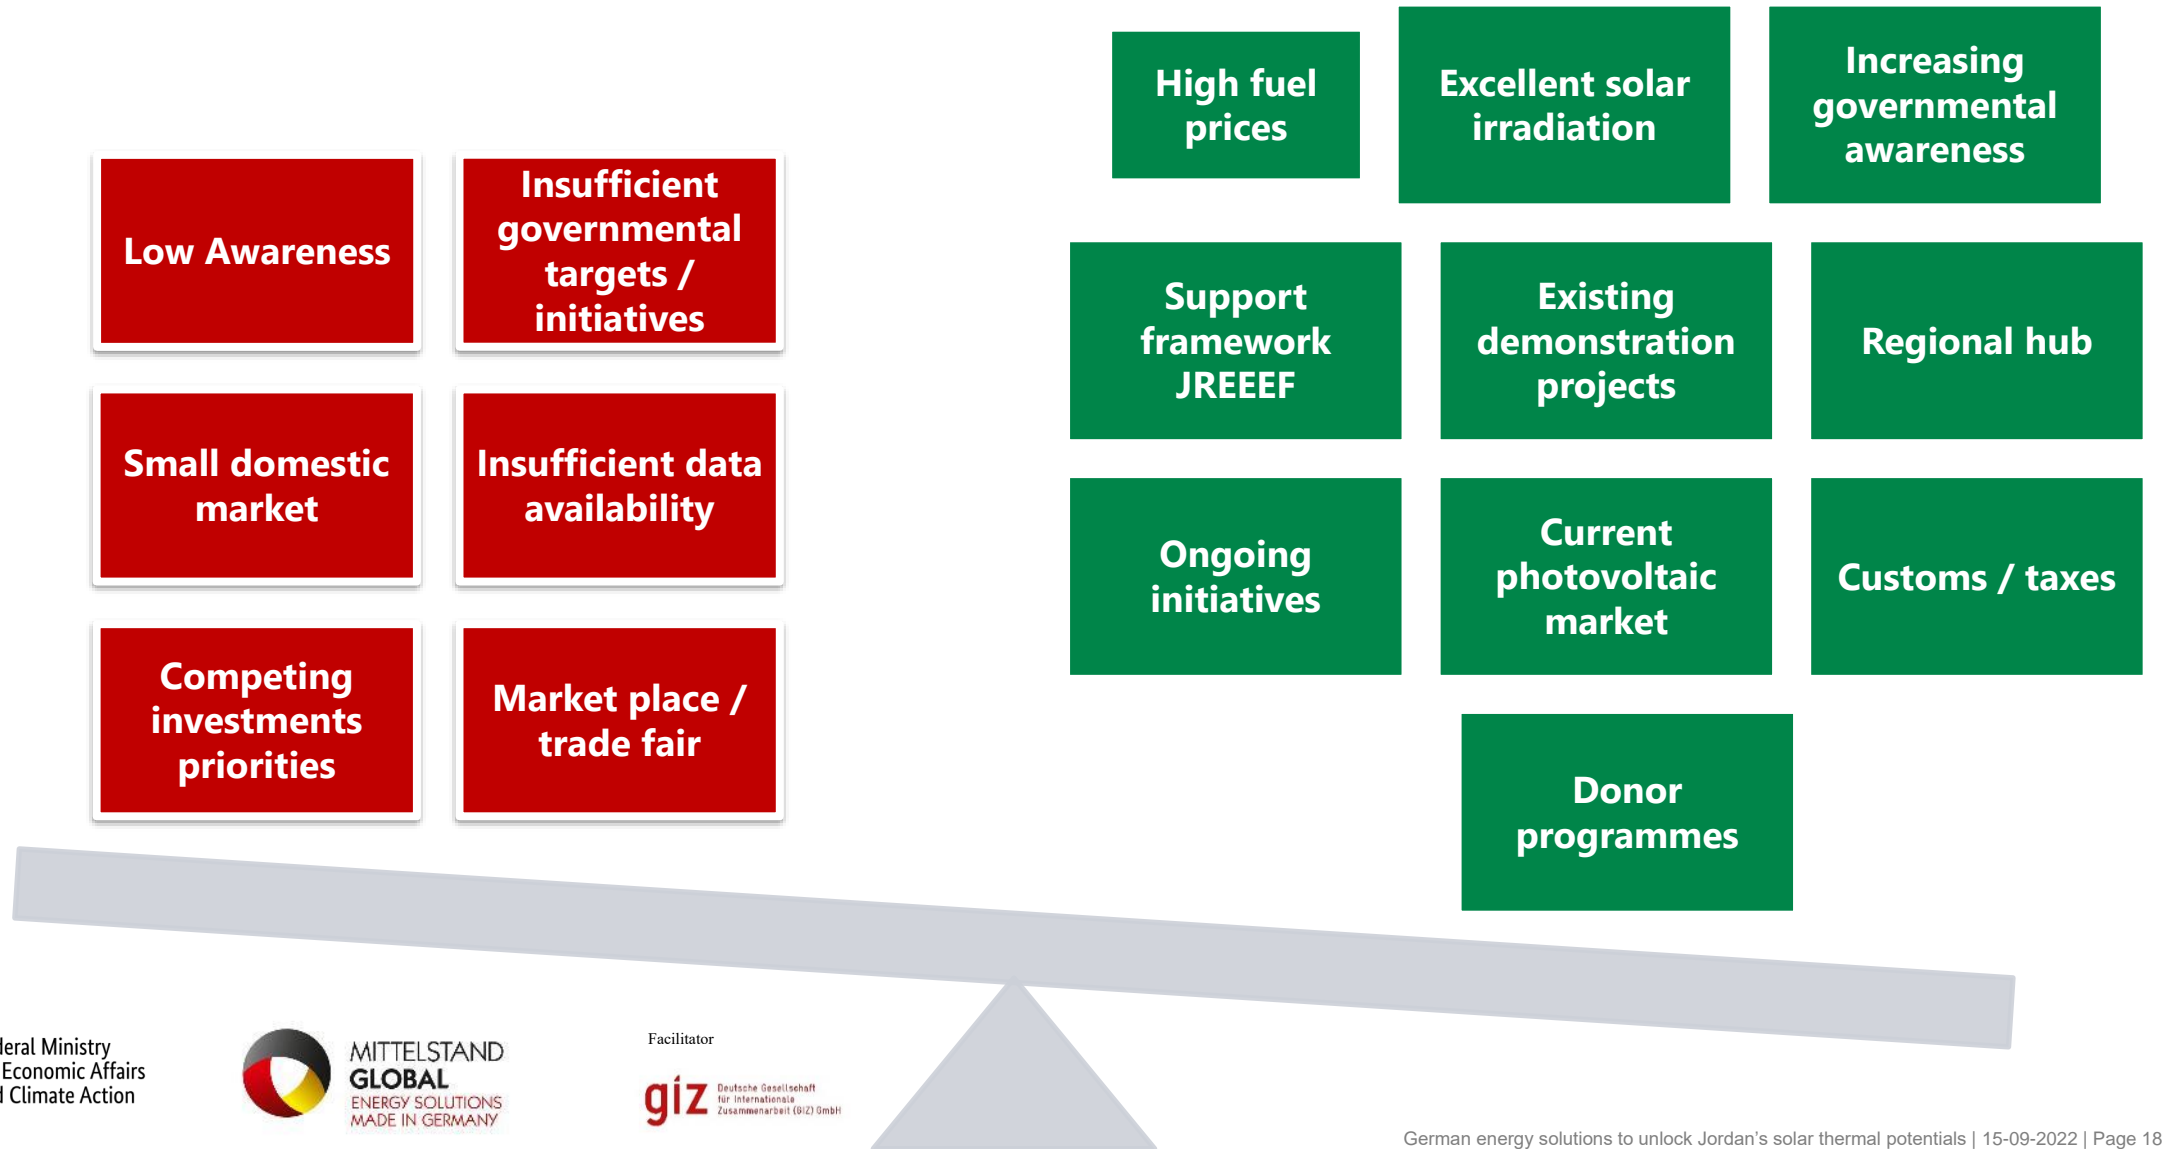 Low Awareness
Insufficient
governmental
targets /
initiatives
Small domestic
market
Insufficient data
availability
Competing
investments
priorities
Market place /
trade fair
High fuel
prices
Excellent solar
irradiation
Increasing
governmental
awareness
Support
framework
JREEEF
Existing
demonstration
projects
Regional hub
Ongoing
initiatives
Current
photovoltaic
market
Customs / taxes
Donor
programmes
deral Ministry
Economic Affairs
d Climate Action
MITTELSTAND
GLOBAL
ENERGY SOLUTIONS
MADE IN GERMANY
Facilitator
giz
Deutsche Gesellschaft
für Internationale
Zusammenarbeit (GIZ) GmbH
German energy solutions to unlock Jordan's solar thermal potentials | 15-09-2022 | Page 18